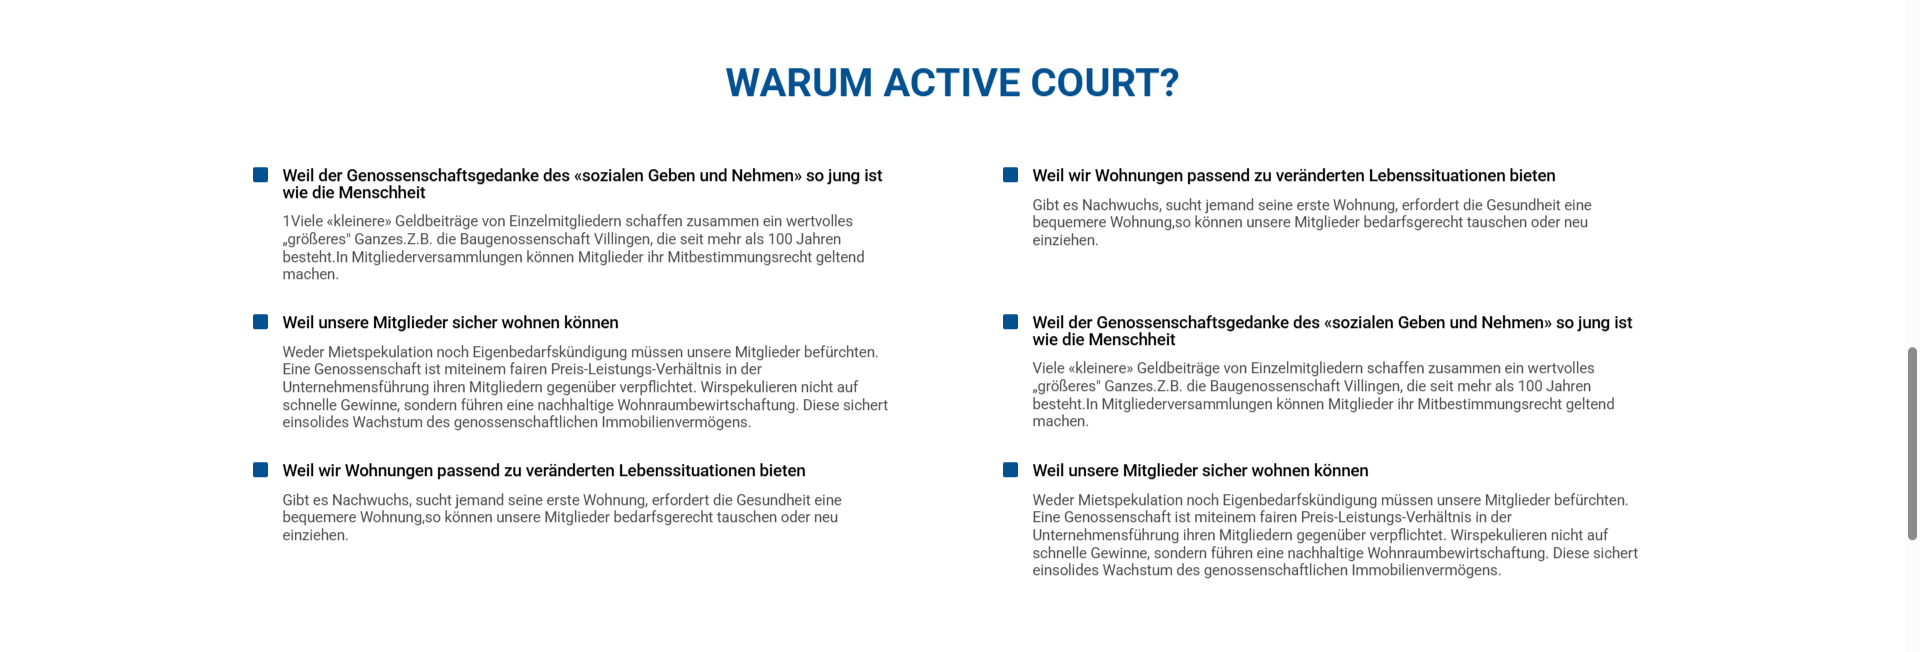 WARUM ACTIVE COURT?
Weil der Genossenschaftsgedanke des «sozialen Geben und Nehmen» so jung ist
wie die Menschheit
1Viele «kleinere» Geldbeiträge von Einzelmitgliedern schaffen zusammen ein wertvolles
„größeres" Ganzes.Z.B. die Baugenossenschaft Villingen, die seit mehr als 100 Jahren
besteht.In Mitgliederversammlungen können Mitglieder ihr Mitbestimmungsrecht geltend
machen.
Weil wir Wohnungen passend zu veränderten Lebenssituationen bieten
Gibt es Nachwuchs, sucht jemand seine erste Wohnung, erfordert die Gesundheit eine
bequemere Wohnung,so können unsere Mitglieder bedarfsgerecht tauschen oder neu
einziehen.
Weil unsere Mitglieder sicher wohnen können
Weder Mietspekulation noch Eigenbedarfskündigung müssen unsere Mitglieder befürchten.
Eine Genossenschaft ist miteinem fairen Preis-Leistungs-Verhältnis in der
Unternehmensführung ihren Mitgliedern gegenüber verpflichtet. Wirspekulieren nicht auf
schnelle Gewinne, sondern führen eine nachhaltige Wohnraumbewirtschaftung. Diese sichert
einsolides Wachstum des genossenschaftlichen Immobilienvermögens.
Weil der Genossenschaftsgedanke des «sozialen Geben und Nehmen» so jung ist
wie die Menschheit
Viele «kleinere» Geldbeiträge von Einzelmitgliedern schaffen zusammen ein wertvolles
„größeres" Ganzes.Z.B. die Baugenossenschaft Villingen, die seit mehr als 100 Jahren
besteht.In Mitgliederversammlungen können Mitglieder ihr Mitbestimmungsrecht geltend
machen.
Weil wir Wohnungen passend zu veränderten Lebenssituationen bieten
Gibt es Nachwuchs, sucht jemand seine erste Wohnung, erfordert die Gesundheit eine
bequemere Wohnung,so können unsere Mitglieder bedarfsgerecht tauschen oder neu
einziehen.
Weil unsere Mitglieder sicher wohnen können
Weder Mietspekulation noch Eigenbedarfskündigung müssen unsere Mitglieder befürchten.
Eine Genossenschaft ist miteinem fairen Preis-Leistungs-Verhältnis in der
Unternehmensführung ihren Mitgliedern gegenüber verpflichtet. Wirspekulieren nicht auf
schnelle Gewinne, sondern führen eine nachhaltige Wohnraumbewirtschaftung. Diese sichert
einsolides Wachstum des genossenschaftlichen Immobilienvermögens.